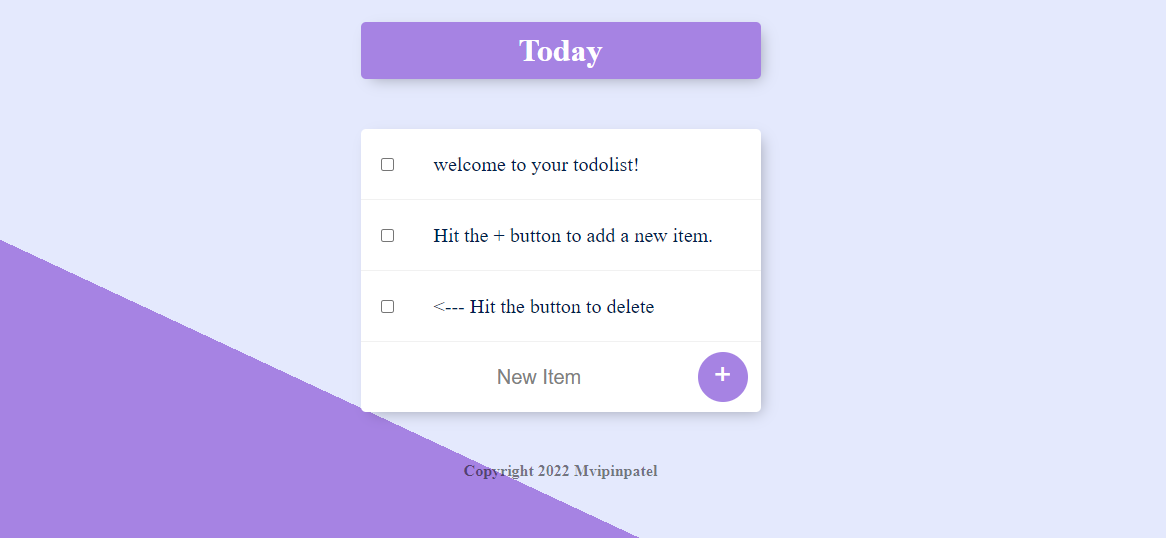 Today
welcome to your todolist!
Hit the + button to add a new item.
<--- Hit the button to delete
New Item
+
Copyright 2022 Mvipinpatel